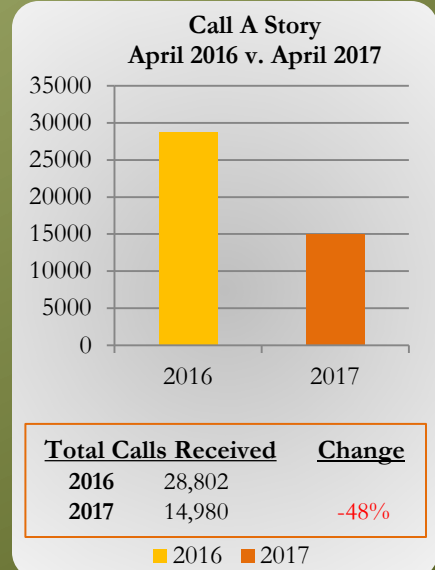 Call A Story
April 2016 v. April 2017
35000
30000
25000
20000
15000
10000
5000
0
2016 2017
Total Calls Received Change
2016 28,802
2017 14,980 -48%
2016 2017